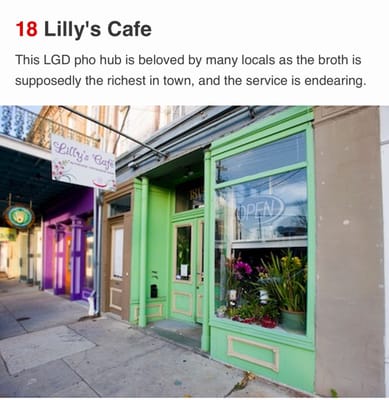 18 Lilly's Cafe
This LGD pho hub is beloved by many locals as the broth is
supposedly the richest in town, and the service is endearing.
Lilly's Cafe
OPEN